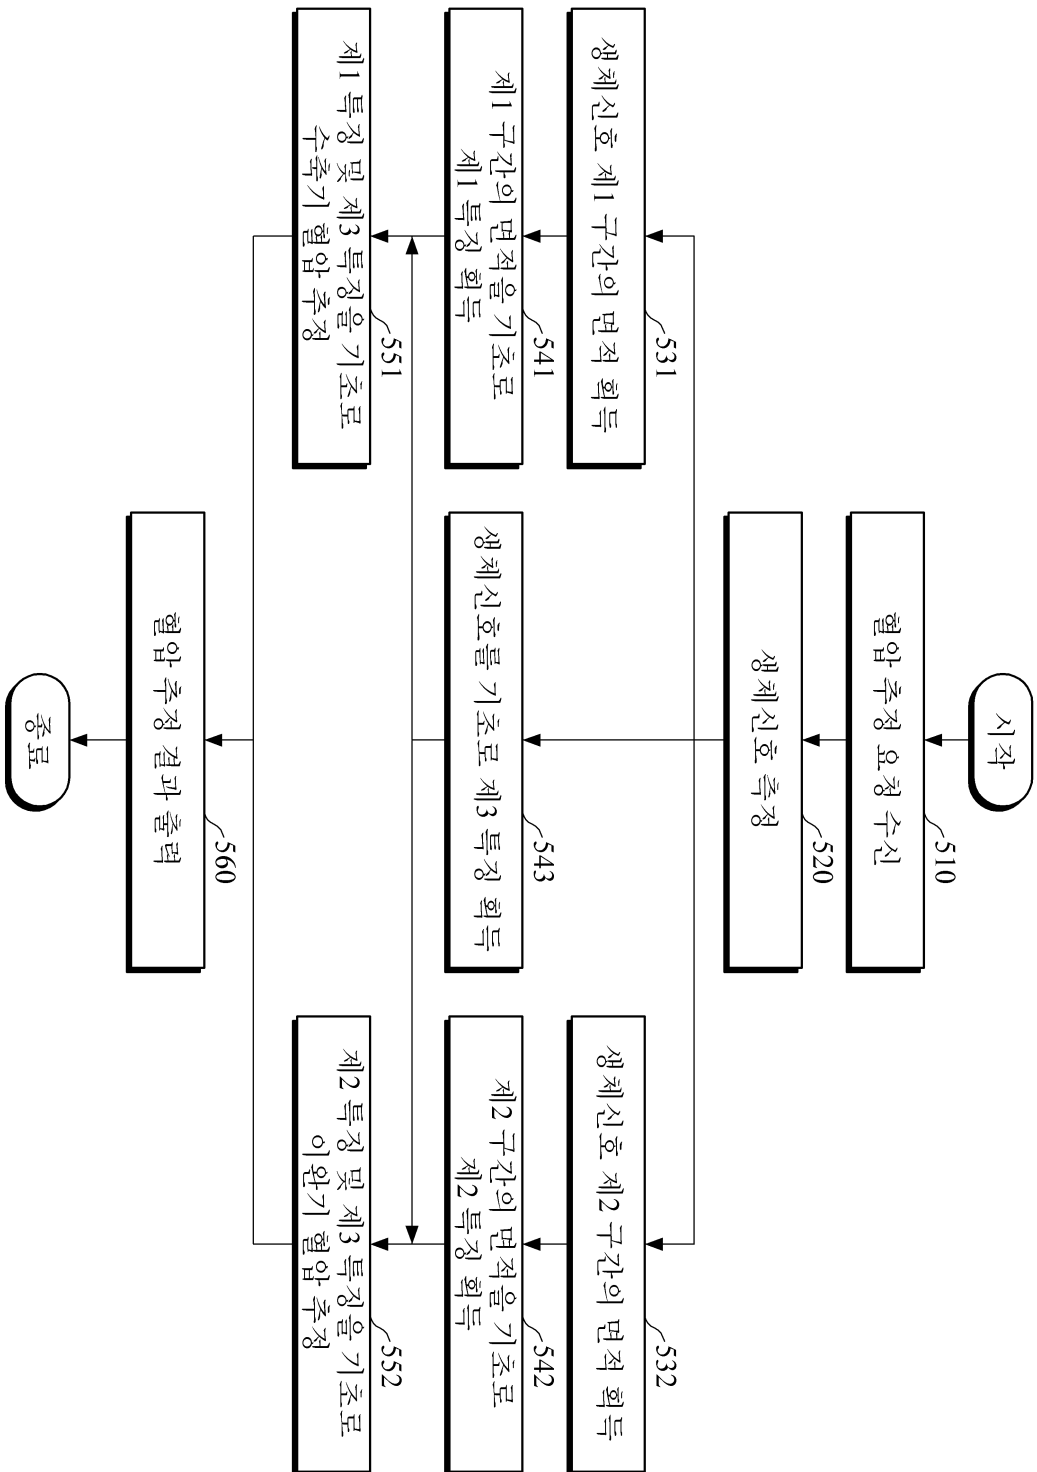 시작
혈압 추정 요청 수신
510
생체신호 측정
520
생체신호 제1 구간의 면적 획득
531
생체신호 제2 구간의 면적 획득
532
제1 구간의 면적을 기초로
제1 특징 획득
541
생체신호를 기초로 제3 특징 획득
543
제2 구간의 면적을 기초로
제2 특징 획득
542
제1 특징 및 제3 특징을 기초로
수축기 혈압 추정
551
제2 특징 및 제3 특징을 기초로
이완기 혈압 추정
552
혈압 추정 결과 출력
560
종료